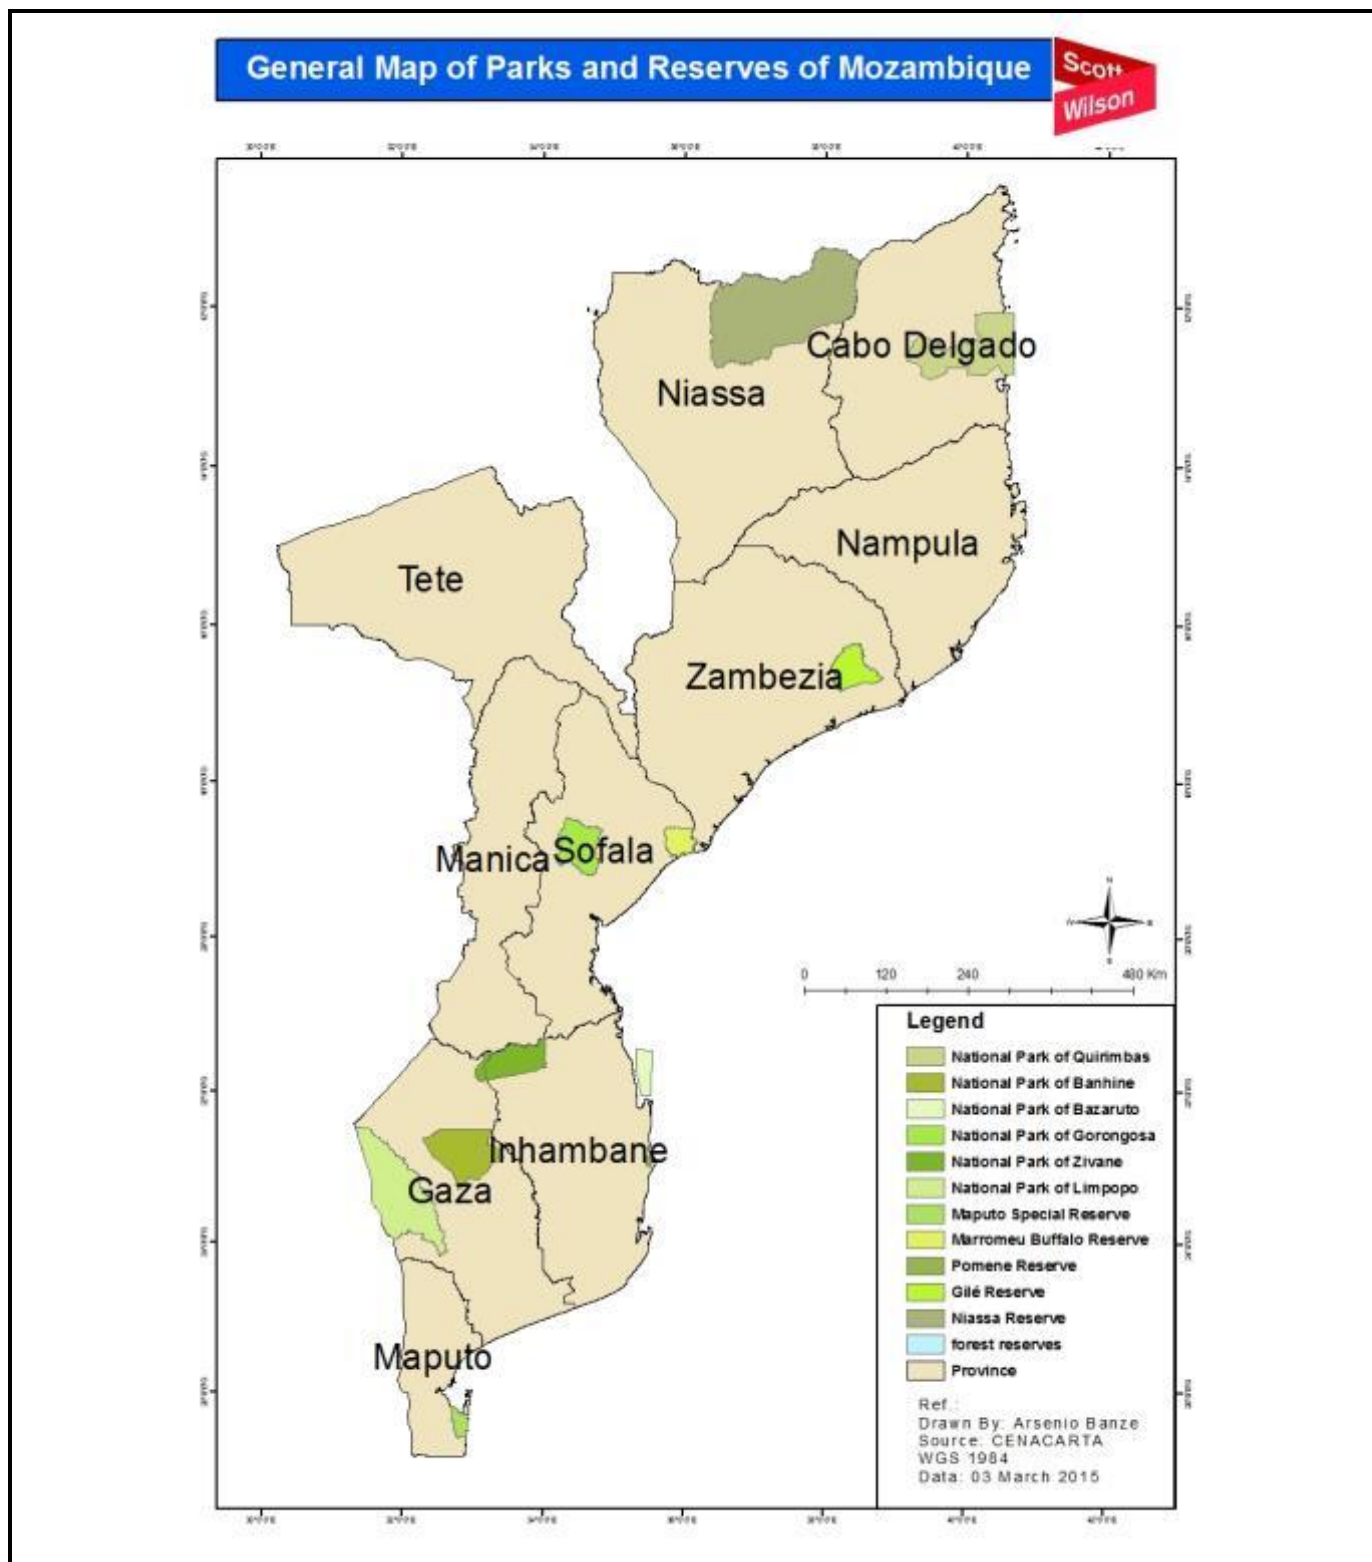 General Map of Parks and Reserves of Mozambique
Scott
Wilson
Cabo Delgado
Niassa
Nampula
Tete
Zambezia
Manica
Sofala
Inhambane
Gaza
Maputo
N
W
E
S
0 120 240 480 Km
Legend
National Park of Quirimbas
National Park of Banhine
National Park of Bazaruto
National Park of Gorongosa
National Park of Zivane
National Park of Limpopo
Maputo Special Reserve
Marromeu Buffalo Reserve
Pomene Reserve
Gilé Reserve
Niassa Reserve
forest reserves
Province
Ref.:
Drawn By: Arsenio Banze
Source: CENACARTA
WGS 1984
Data: 03 March 2015